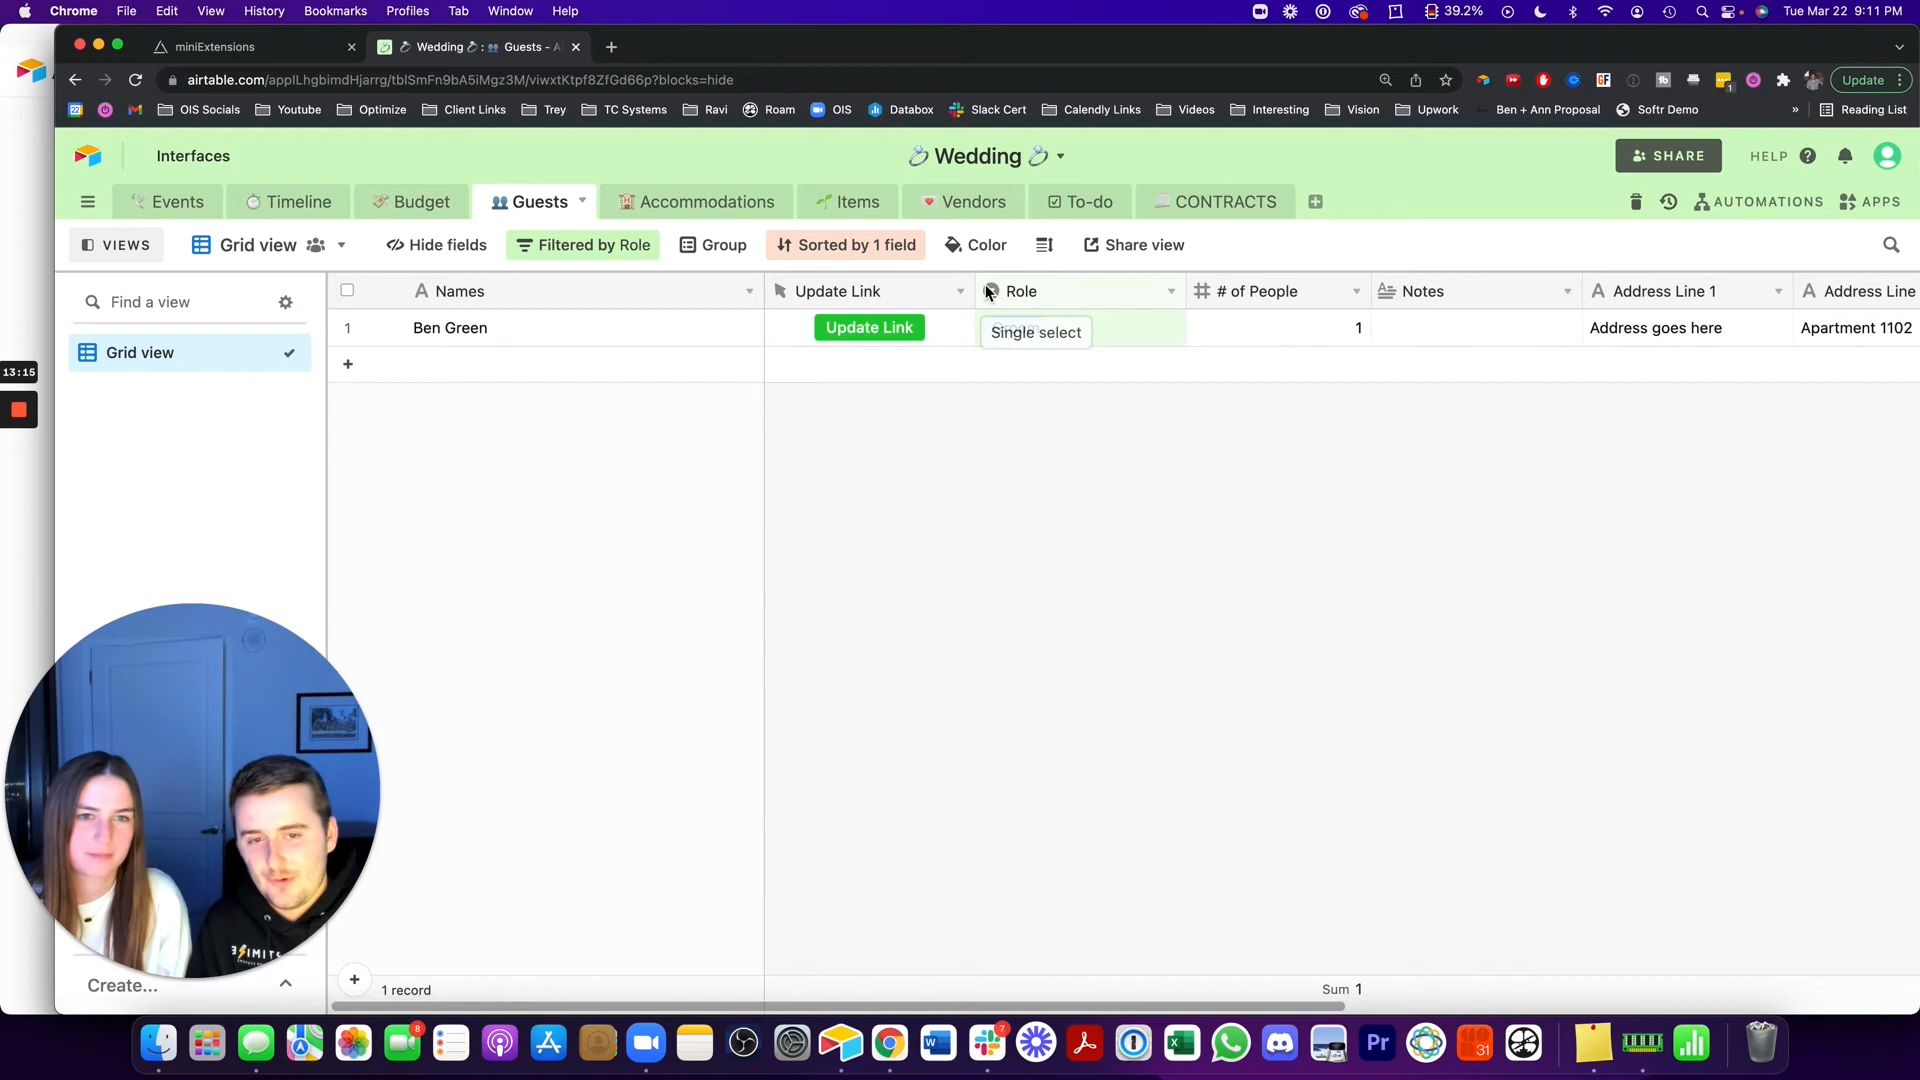 Chrome File Edit View History Bookmarks Profiles Tab Window Help 39.2% Tue Mar 22 9:11 PM
miniExtensions Wedding : Guests - A
airtable.com/appILhgbimdHjarrg/tblSmFn9bA5iMgz3M/viwxtKtpf8ZfGd66p?blocks=hide Update
OIS Socials Youtube Optimize Client Links Trey TC Systems Ravi Roam OIS Databox Slack Cert Calendly Links Videos Interesting Vision Upwork Ben + Ann Proposal Softr Demo » Reading List
Interfaces Wedding SHARE HELP
Events Timeline Budget Guests Accommodations Items Vendors To-do CONTRACTS AUTOMATIONS APPS
VIEWS Grid view Hide fields Filtered by Role Group Sorted by 1 field Color Share view
Find a view
Names Update Link Role # of People Notes Address Line 1 Address Line
1 Ben Green Update Link 1 Address goes here Apartment 1102
Single select
Grid view
13:15
Create...
1 record
Sum 1
8
7
31